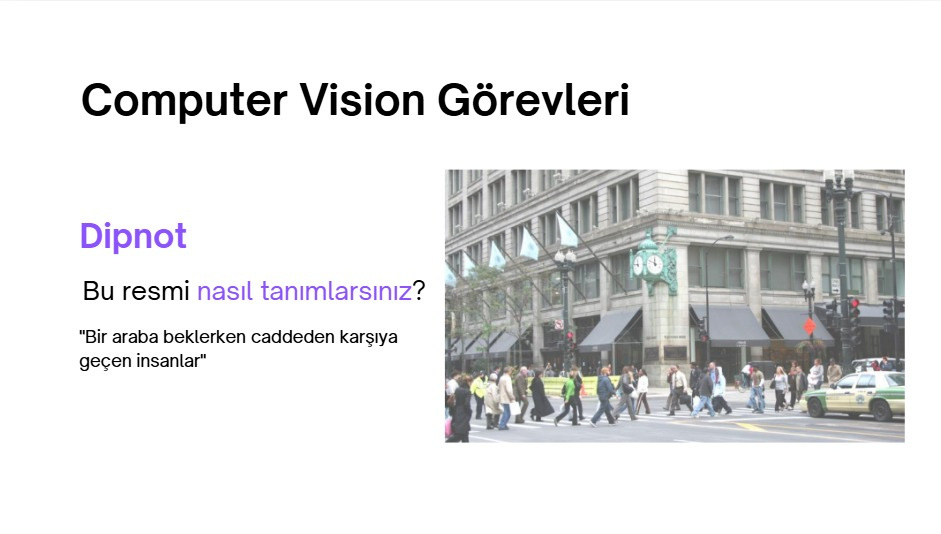 Computer Vision Görevleri
Dipnot
Bu resmi nasıl tanımlarsınız?
"Bir araba beklerken caddeden karşıya
geçen insanlar"